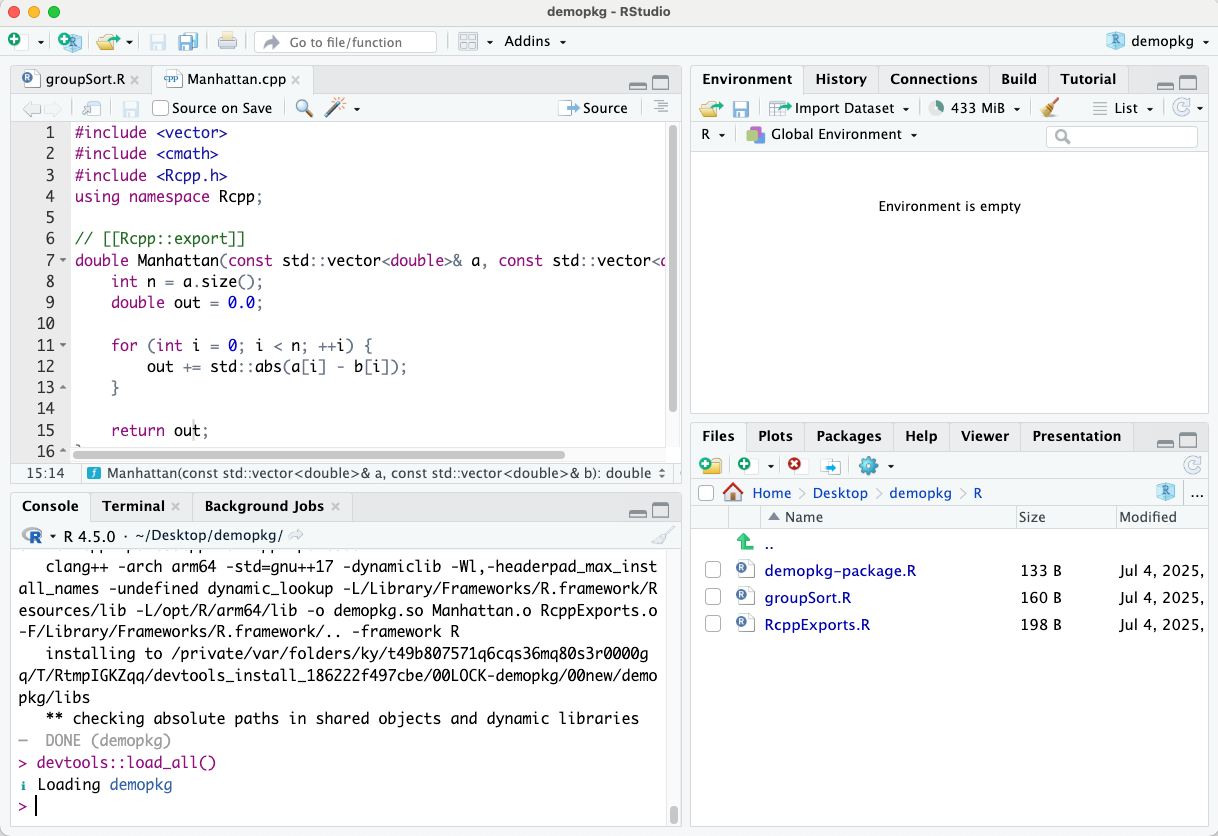 demopkg - RStudio
Go to file/function
Addins
demopkg
groupSort.R
Manhattan.cpp
Source on Save
Source
1 #include <vector>
2 #include <cmath>
3 #include <Rcpp.h>
4 using namespace Rcpp;
5
6 // [[Rcpp::export]]
7 double Manhattan(const std::vector<double>& a, const std::vector<
8     int n = a.size();
9     double out = 0.0;
10
11     for (int i = 0; i < n; ++i) {
12         out += std::abs(a[i] - b[i]);
13     }
14
15     return out;
16
15:14 Manhattan(const std::vector<double>& a, const std::vector<double>& b): double
Console Terminal Background Jobs
R 4.5.0 · ~/Desktop/demopkg/
clang++ -arch arm64 -std=gnu++17 -dynamiclib -Wl,-headerpad_max_inst
all_names -undefined dynamic_lookup -L/Library/Frameworks/R.framework/R
esources/lib -L/opt/R/arm64/lib -o demopkg.so Manhattan.o RcppExports.o
-F/Library/Frameworks/R.framework/.. -framework R
installing to /private/var/folders/ky/t49b807571q6cqs36mq80s3r0000g
q/T/RtmpIGKZqq/devtools_install_186222f497cbe/00LOCK-demopkg/00new/demo
pkg/libs
** checking absolute paths in shared objects and dynamic libraries
─  DONE (demopkg)
> devtools::load_all()
ℹ Loading demopkg
>
Environment History Connections Build Tutorial
Import Dataset 433 MiB List
R Global Environment
Environment is empty
Files Plots Packages Help Viewer Presentation
Home Desktop demopkg R ...
Name Size Modified
..
demopkg-package.R 133 B Jul 4, 2025,
groupSort.R 160 B Jul 4, 2025,
RcppExports.R 198 B Jul 4, 2025,